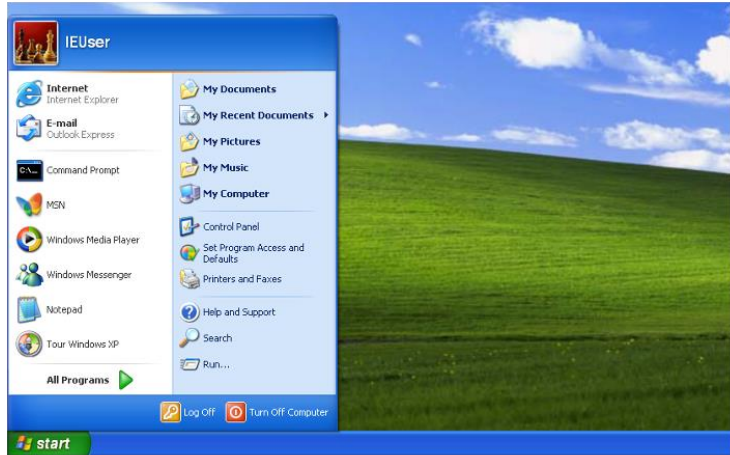 IEUser
Internet
Internet Explorer
E-mail
Outlook Express
C:\_
Command Prompt
MSN
Windows Media Player
Windows Messenger
Notepad
Tour Windows XP
All Programs
My Documents
My Recent Documents
My Pictures
My Music
My Computer
Control Panel
Set Program Access and
Defaults
Printers and Faxes
Help and Support
Search
Run...
Log Off
Turn Off Computer
start